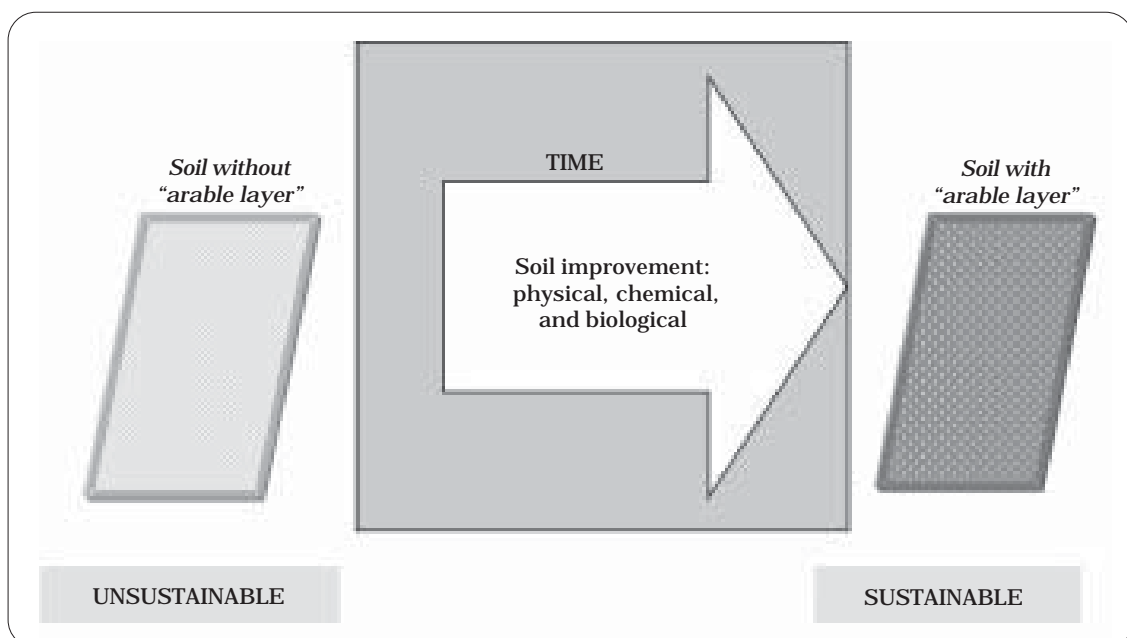 Soil without
“arable layer”
TIME
Soil improvement:
physical, chemical,
and biological
Soil with
“arable layer”
UNSUSTAINABLE
SUSTAINABLE